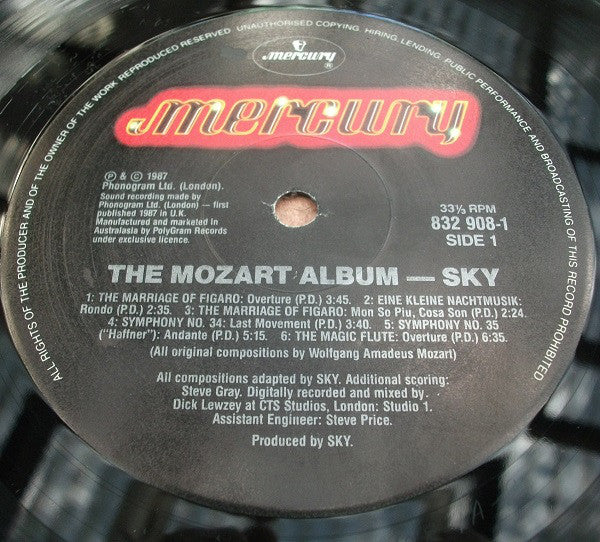 ALL RIGHTS OF THE PRODUCER AND OF THE OWNER OF THE WORK REPRODUCED RESERVED. UNAUTHORISED COPYING, HIRING, LENDING, PUBLIC PERFORMANCE AND BROADCASTING OF THIS RECORD PROHIBITED.
mercury
mercury
Ⓟ & © 1987
Phonogram Ltd. (London).
Sound recording made by
Phonogram Ltd. (London) — first
published 1987 in U.K.
Manufactured and marketed in
Australasia by PolyGram Records
under exclusive licence.
33⅓ RPM
832 908-1
SIDE 1
THE MOZART ALBUM — SKY
1: THE MARRIAGE OF FIGARO: Overture (P.D.) 3:45. 2: EINE KLEINE NACHTMUSIK:
Rondo (P.D.) 2:35. 3: THE MARRIAGE OF FIGARO: Mon So Piu, Cosa Son (P.D.) 2:24.
4: SYMPHONY NO. 34: Last Movement (P.D.) 3:40. 5: SYMPHONY NO. 35
("Haffner"): Andante (P.D.) 5:15. 6: THE MAGIC FLUTE: Overture (P.D.) 6:35.
(All original compositions by Wolfgang Amadeus Mozart)
All compositions adapted by SKY. Additional scoring:
Steve Gray. Digitally recorded and mixed by
Dick Lewzey at CTS Studios, London: Studio 1.
Assistant Engineer: Steve Price.
Produced by SKY.